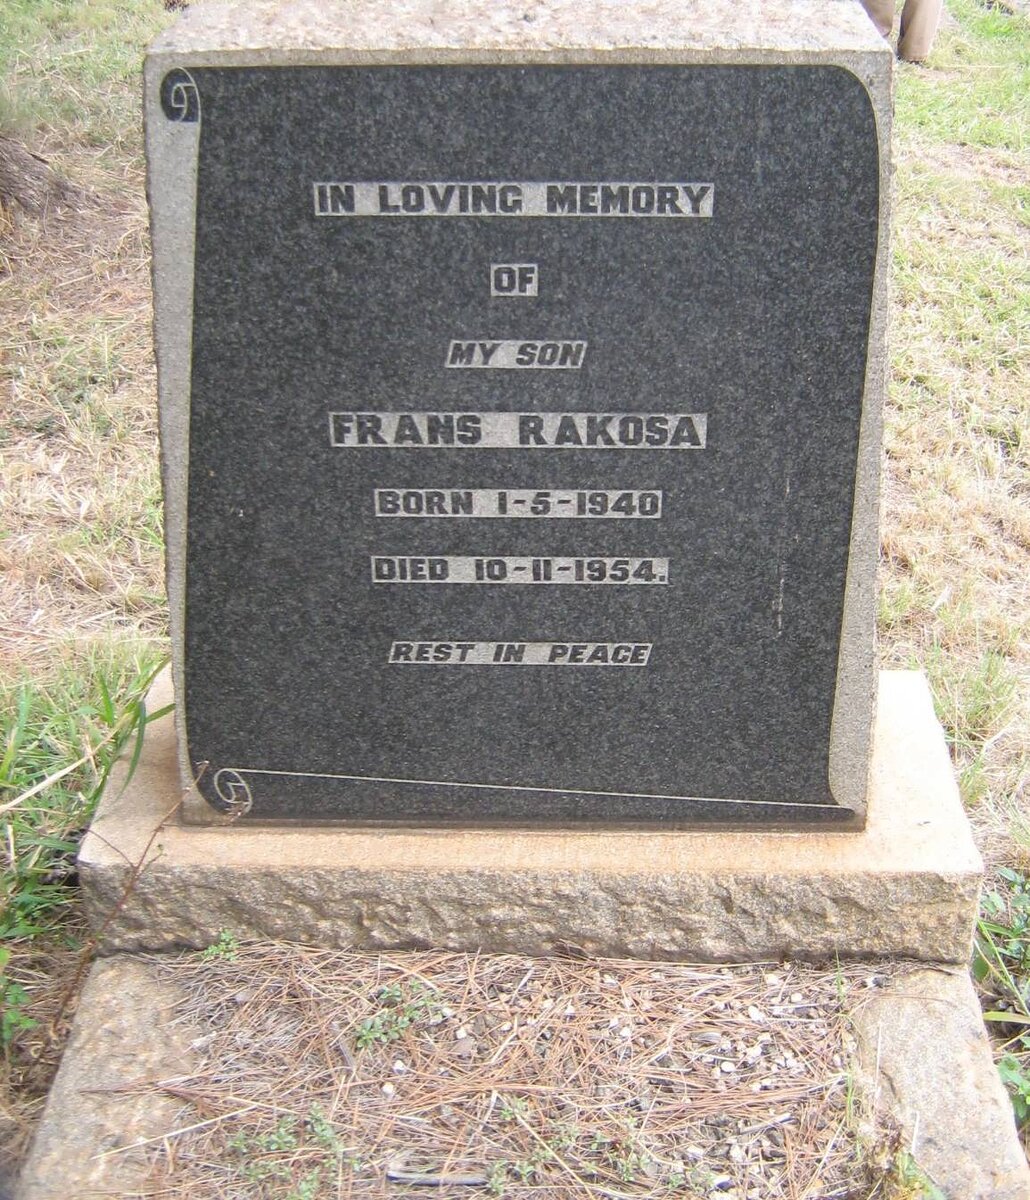 IN LOVING MEMORY
OF
MY SON
FRANS RAKOSA
BORN 1-5-1940
DIED 10-11-1954.
REST IN PEACE